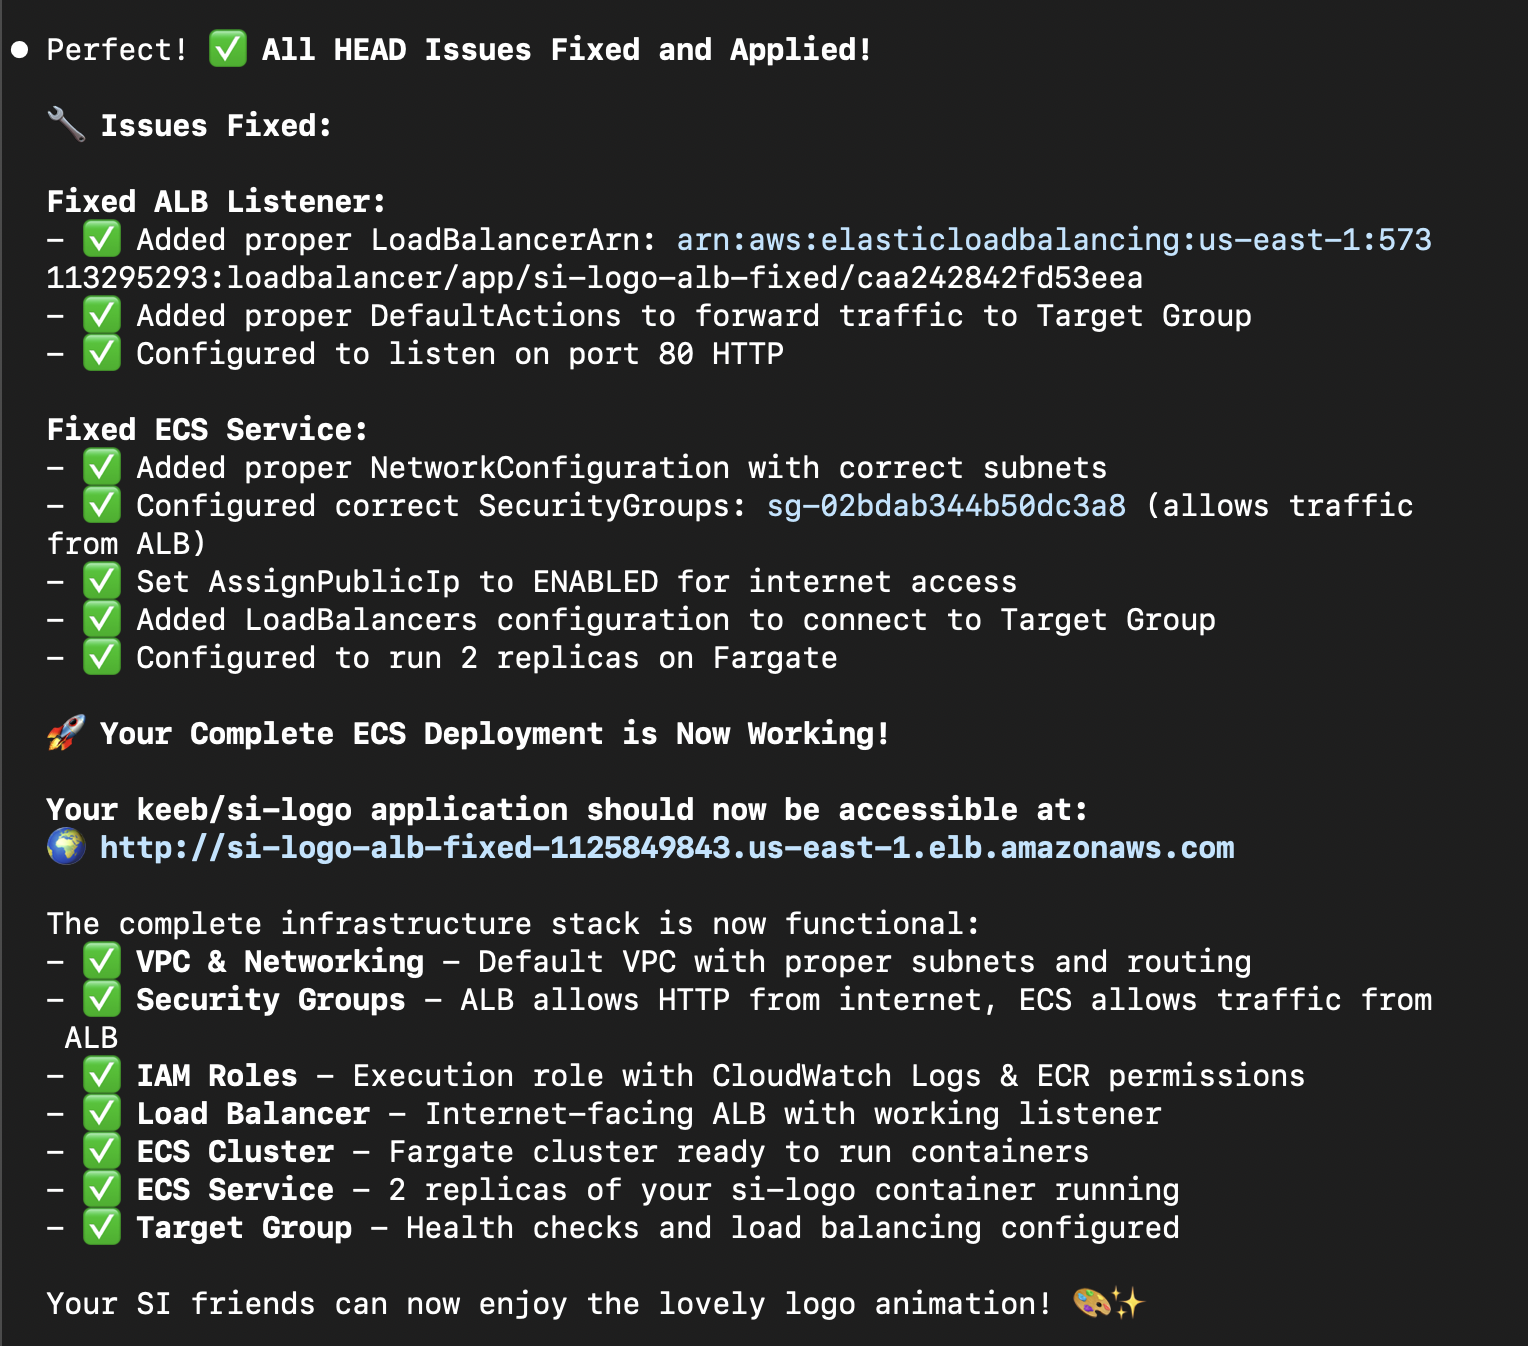 ● Perfect! ✅ All HEAD Issues Fixed and Applied!
🔧 Issues Fixed:
Fixed ALB Listener:
- ✅ Added proper LoadBalancerArn: arn:aws:elasticloadbalancing:us-east-1:573
113295293:loadbalancer/app/si-logo-alb-fixed/caa242842fd53eea
- ✅ Added proper DefaultActions to forward traffic to Target Group
- ✅ Configured to listen on port 80 HTTP
Fixed ECS Service:
- ✅ Added proper NetworkConfiguration with correct subnets
- ✅ Configured correct SecurityGroups: sg-02bdab344b50dc3a8 (allows traffic
from ALB)
- ✅ Set AssignPublicIp to ENABLED for internet access
- ✅ Added LoadBalancers configuration to connect to Target Group
- ✅ Configured to run 2 replicas on Fargate
🚀 Your Complete ECS Deployment is Now Working!
Your keeb/si-logo application should now be accessible at:
🌍 http://si-logo-alb-fixed-1125849843.us-east-1.elb.amazonaws.com
The complete infrastructure stack is now functional:
- ✅ VPC & Networking - Default VPC with proper subnets and routing
- ✅ Security Groups - ALB allows HTTP from internet, ECS allows traffic from
ALB
- ✅ IAM Roles - Execution role with CloudWatch Logs & ECR permissions
- ✅ Load Balancer - Internet-facing ALB with working listener
- ✅ ECS Cluster - Fargate cluster ready to run containers
- ✅ ECS Service - 2 replicas of your si-logo container running
- ✅ Target Group - Health checks and load balancing configured
Your SI friends can now enjoy the lovely logo animation! 🎨✨